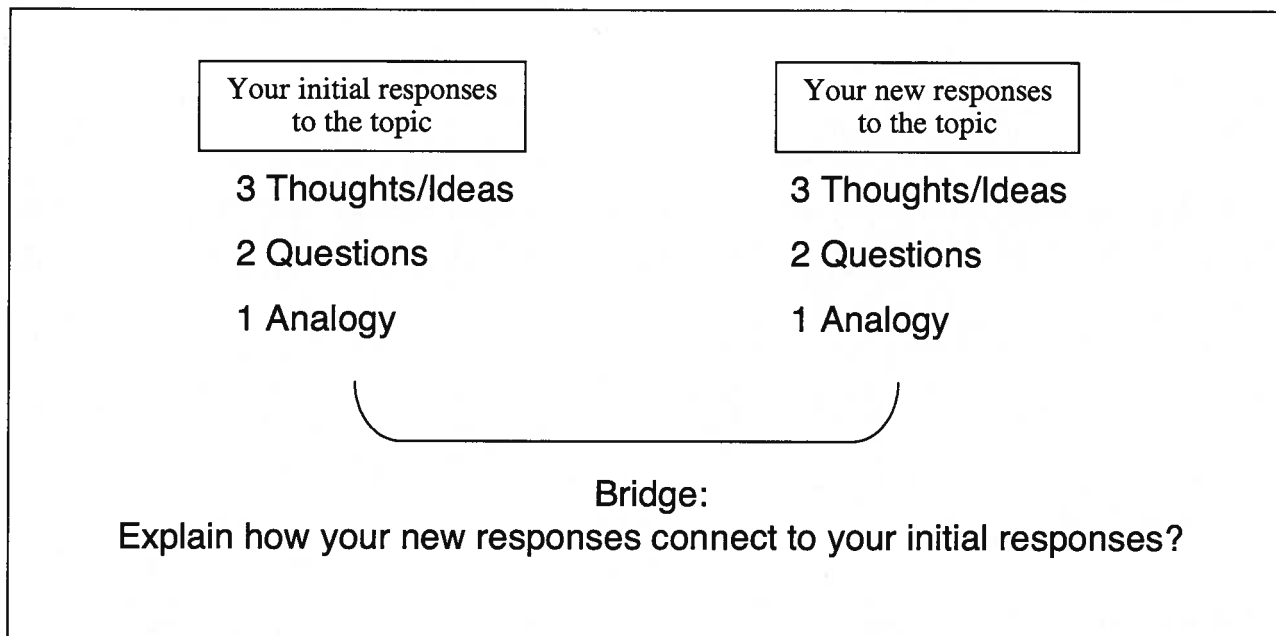 Your initial responses
to the topic
3 Thoughts/Ideas
2 Questions
1 Analogy
Your new responses
to the topic
3 Thoughts/Ideas
2 Questions
1 Analogy
Bridge:
Explain how your new responses connect to your initial responses?